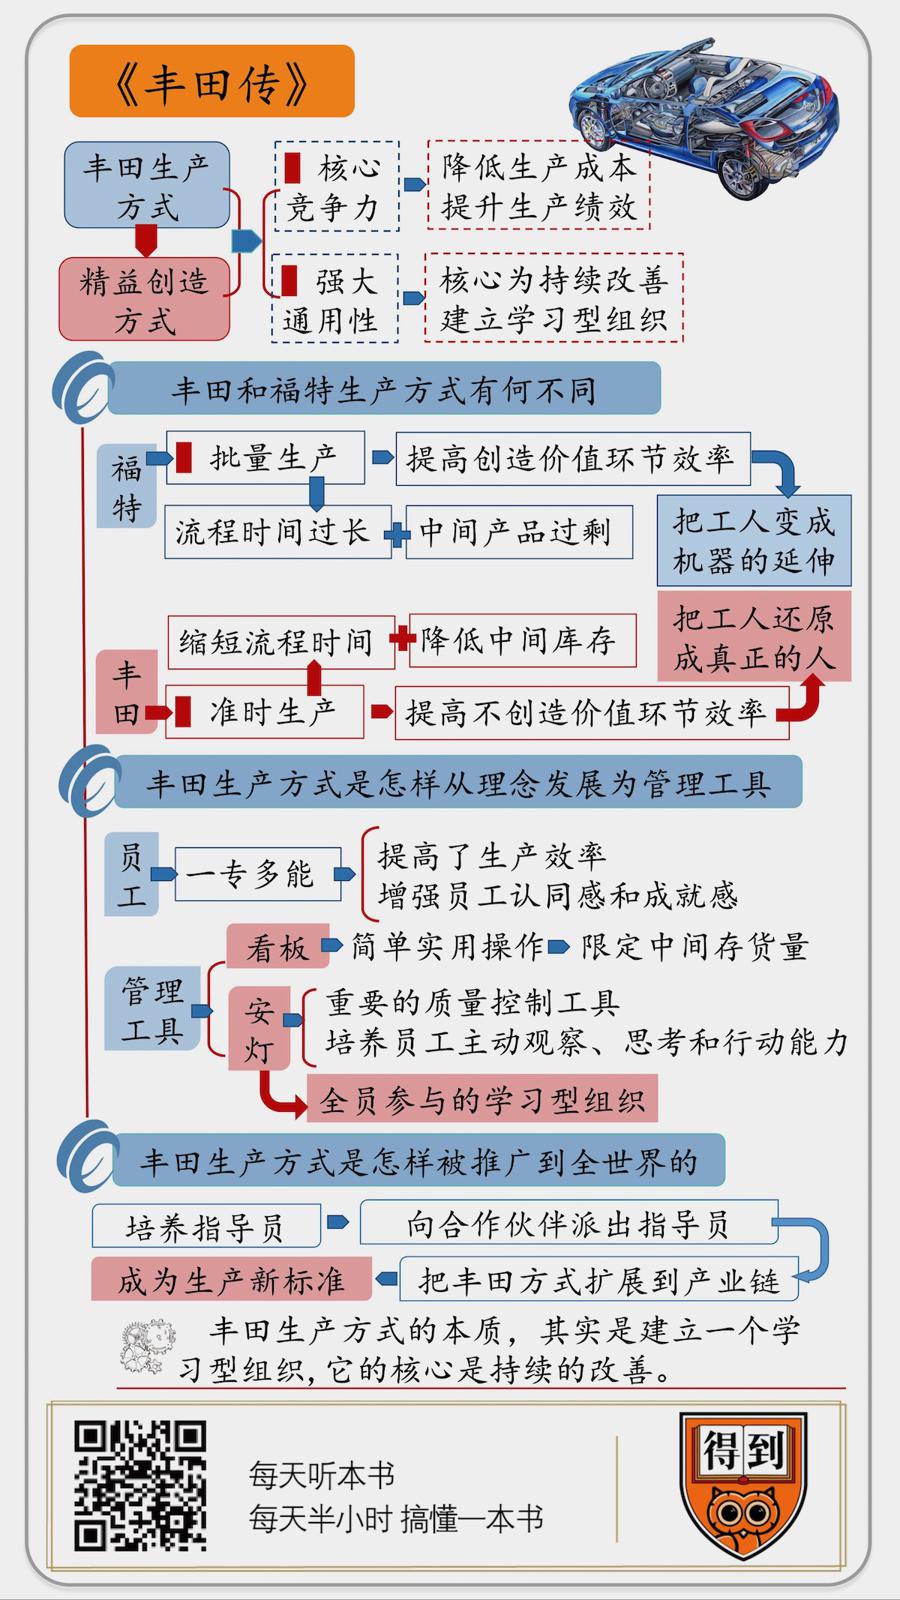 《丰田传》
丰田生产
方式
精益创造
方式
核心
竞争力
降低生产成本
提升生产绩效
强大
通用性
核心为持续改善
建立学习型组织
丰田和福特生产方式有何不同
福
特
批量生产
提高创造价值环节效率
流程时间过长
中间产品过剩
把工人变成
机器的延伸
缩短流程时间
降低中间库存
把工人还原
成真正的人
丰
田
准时生产
提高不创造价值环节效率
丰田生产方式是怎样从理念发展为管理工具
员
工
一专多能
提高了生产效率
增强员工认同感和成就感
管理
工具
看板
简单实用操作
限定中间存货量
安
灯
重要的质量控制工具
培养员工主动观察、思考和行动能力
全员参与的学习型组织
丰田生产方式是怎样被推广到全世界的
培养指导员
向合作伙伴派出指导员
成为生产新标准
把丰田方式扩展到产业链
丰田生产方式的本质，其实是建立一个学
习型组织,它的核心是持续的改善。
每天听本书
每天半小时 搞懂一本书
得到